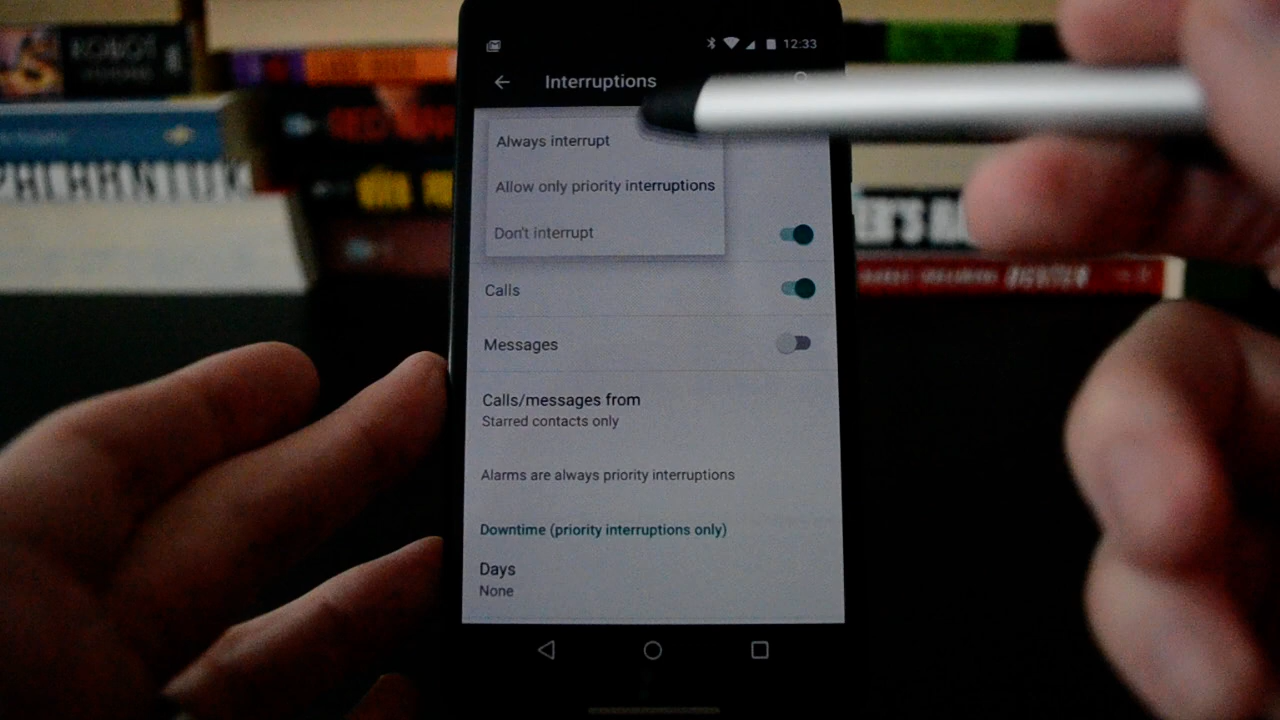 12:33
Interruptions
Always interrupt
Allow only priority interruptions
Don't interrupt
Calls
Messages
Calls/messages from
Starred contacts only
Alarms are always priority interruptions
Downtime (priority interruptions only)
Days
None
ROBOT